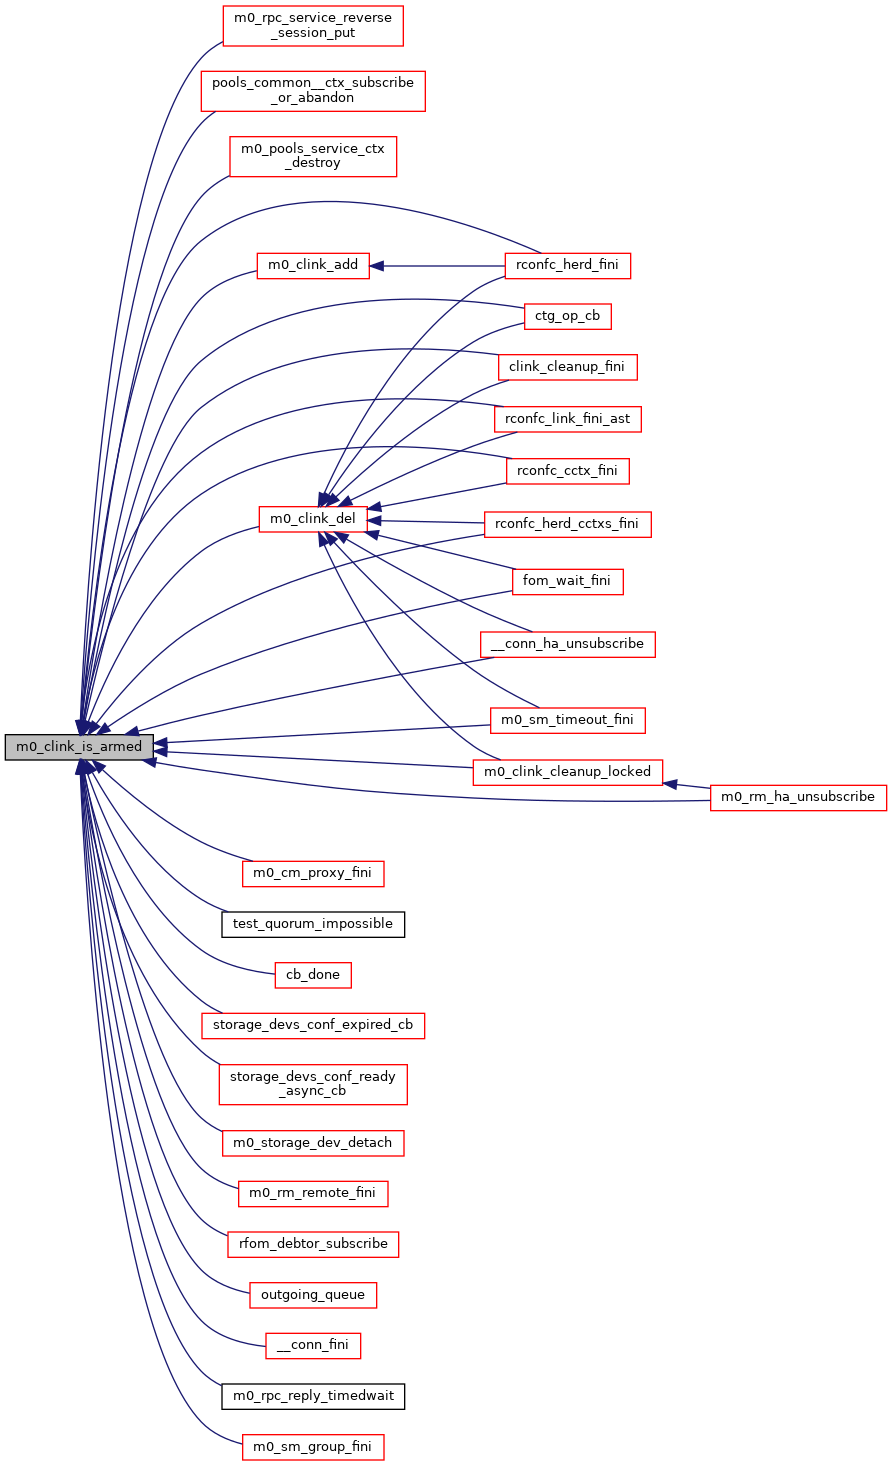 m0_rpc_service_reverse
_session_put
pools_common__ctx_subscribe
_or_abandon
m0_pools_service_ctx
_destroy
m0_clink_add
rconfc_herd_fini
ctg_op_cb
clink_cleanup_fini
rconfc_link_fini_ast
rconfc_cctx_fini
m0_clink_del
rconfc_herd_cctxs_fini
fom_wait_fini
__conn_ha_unsubscribe
m0_sm_timeout_fini
m0_clink_is_armed
m0_clink_cleanup_locked
m0_rm_ha_unsubscribe
m0_cm_proxy_fini
test_quorum_impossible
cb_done
storage_devs_conf_expired_cb
storage_devs_conf_ready
_async_cb
m0_storage_dev_detach
m0_rm_remote_fini
rfom_debtor_subscribe
outgoing_queue
__conn_fini
m0_rpc_reply_timedwait
m0_sm_group_fini